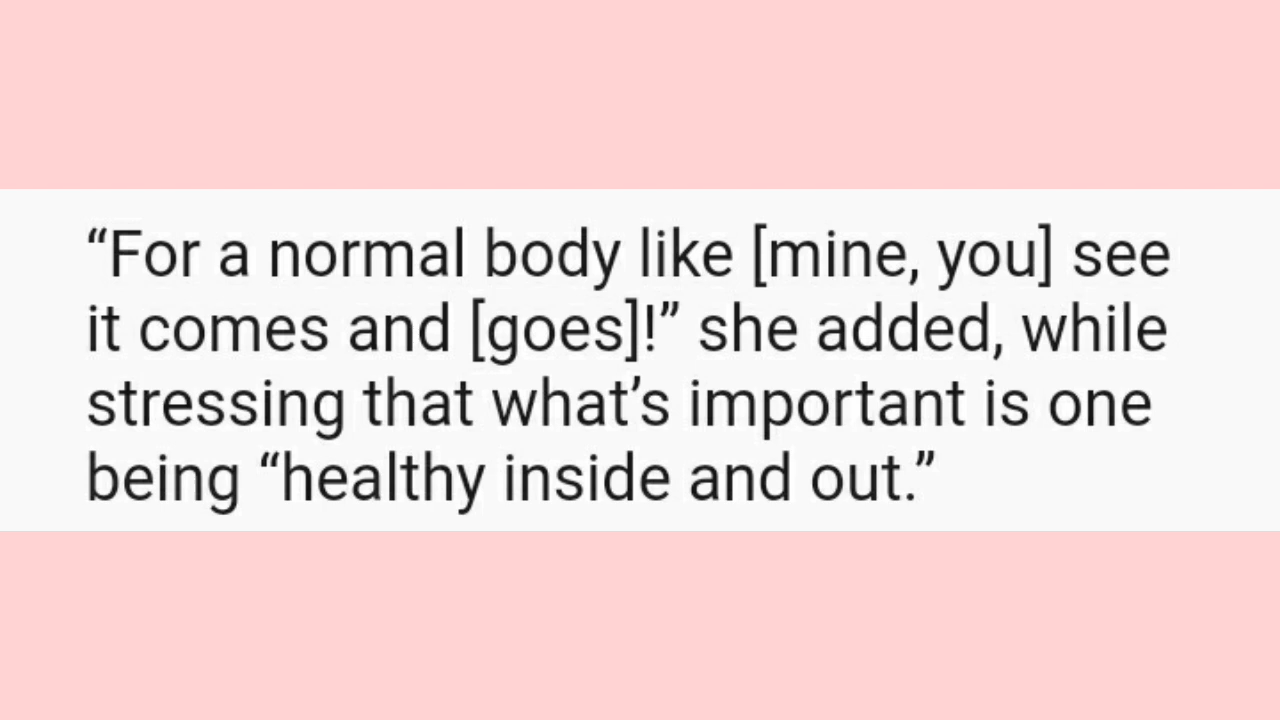 “For a normal body like [mine, you] see
it comes and [goes]!” she added, while
stressing that what’s important is one
being “healthy inside and out.”